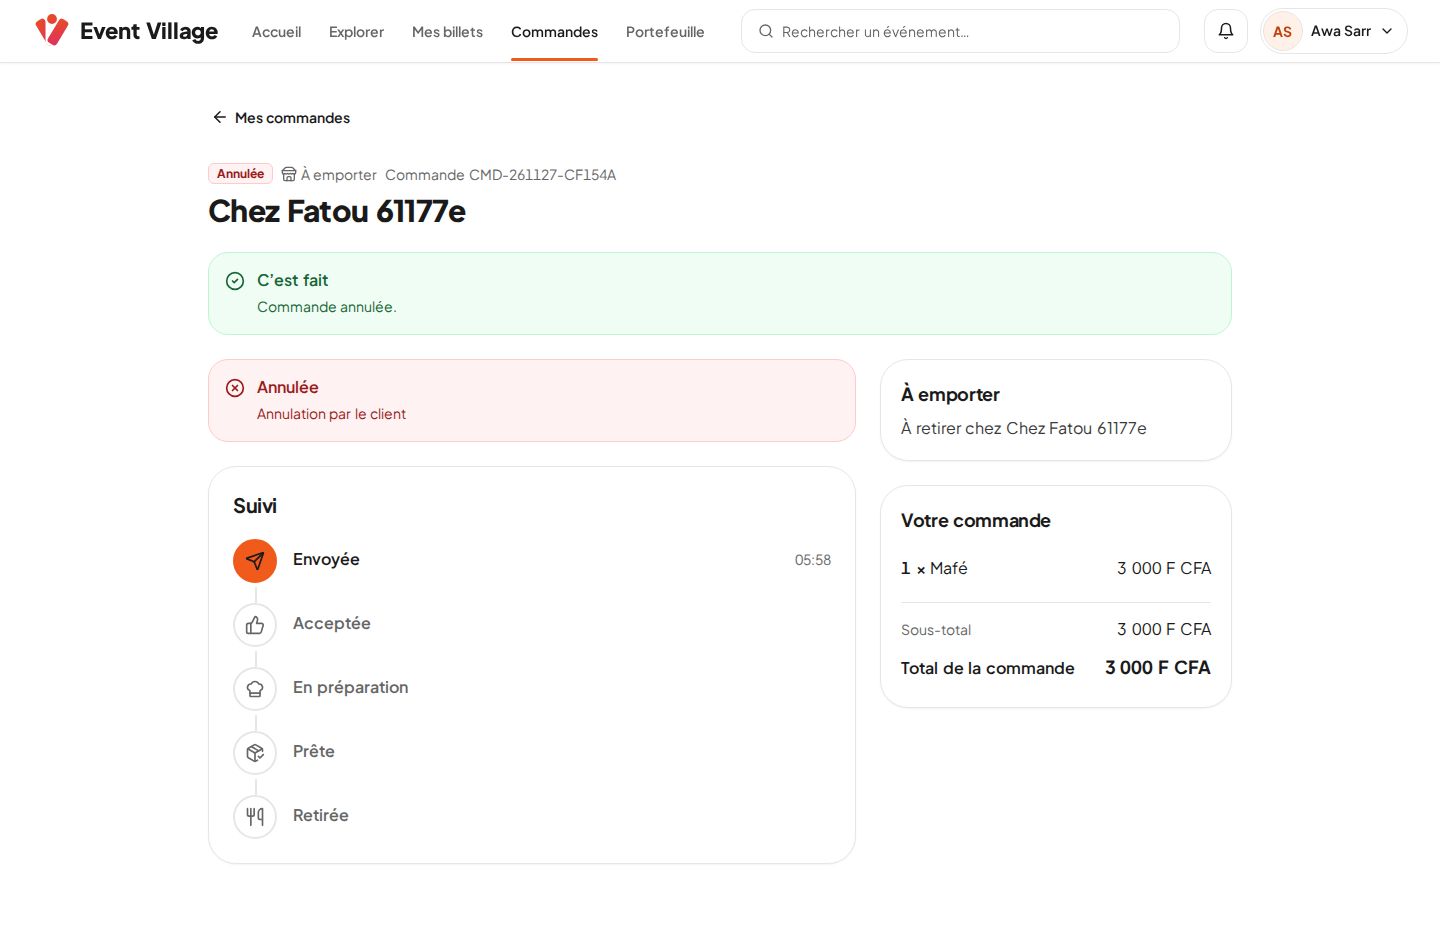 Event Village
Accueil
Explorer
Mes billets
Commandes
Portefeuille
Rechercher un événement…
AS
Awa Sarr
Mes commandes
Annulée
À emporter
Commande CMD-261127-CF154A
Chez Fatou 61177e
C’est fait
Commande annulée.
Annulée
Annulation par le client
Suivi
Envoyée
05:58
Acceptée
En préparation
Prête
Retirée
À emporter
À retirer chez Chez Fatou 61177e
Votre commande
1 × Mafé
3 000 F CFA
Sous-total
3 000 F CFA
Total de la commande
3 000 F CFA